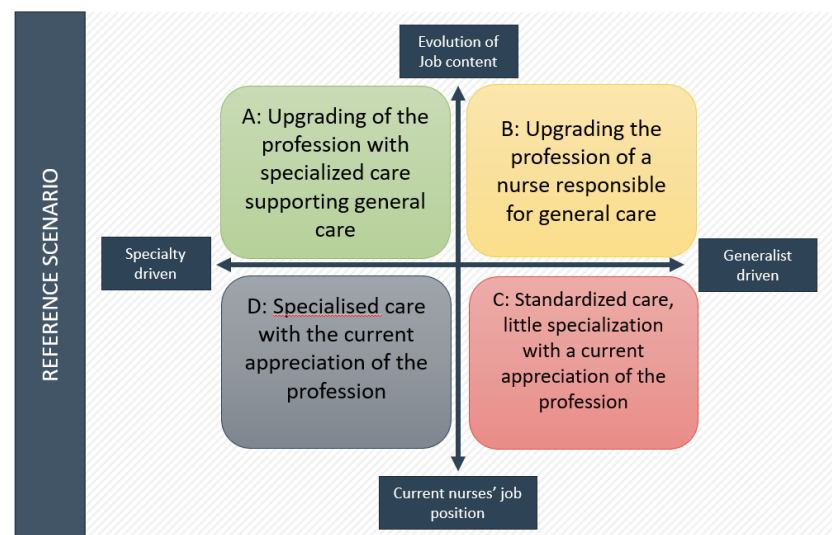 REFERENCE SCENARIO
Evolution of
Job content
A: Upgrading of the
profession with
specialized care
supporting general
care
B: Upgrading the
profession of a
nurse responsible
for general care
Specialty
driven
Generalist
driven
D: Specialised care
with the current
appreciation of the
profession
C: Standardized care,
little specialization
with a current
appreciation of the
profession
Current nurses’ job
position